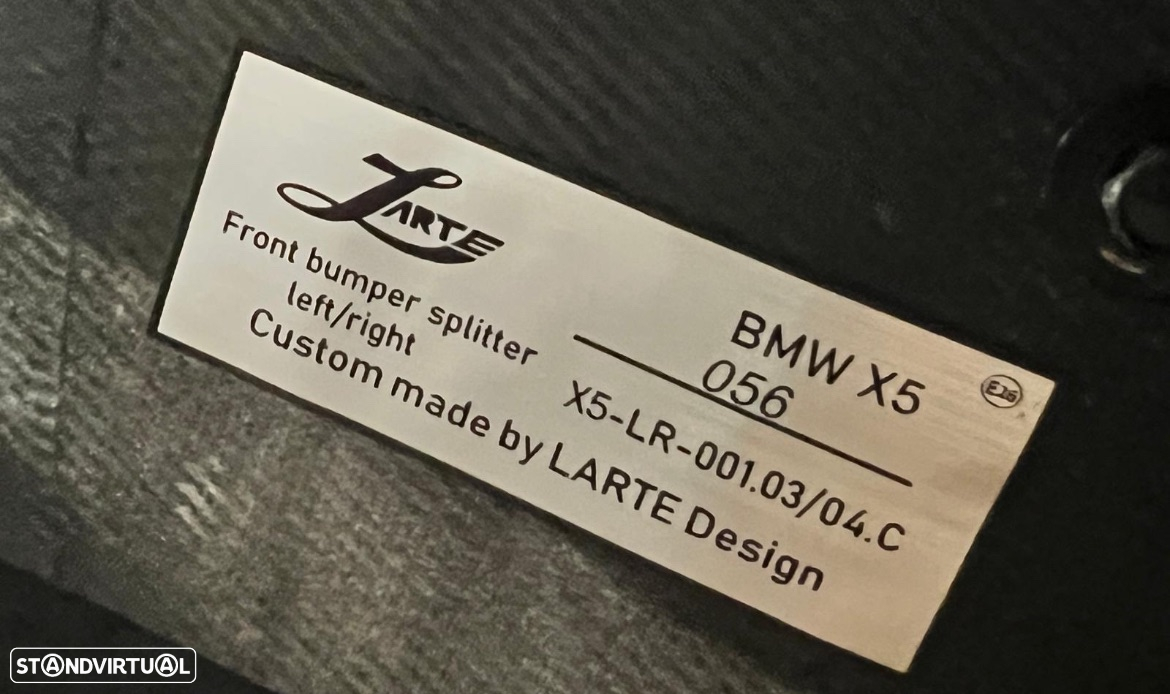 LARTE
Front bumper splitter
left/right
BMW X5
056
X5-LR-001.03/04.C
Custom made by LARTE Design
STANDVIRTUAL